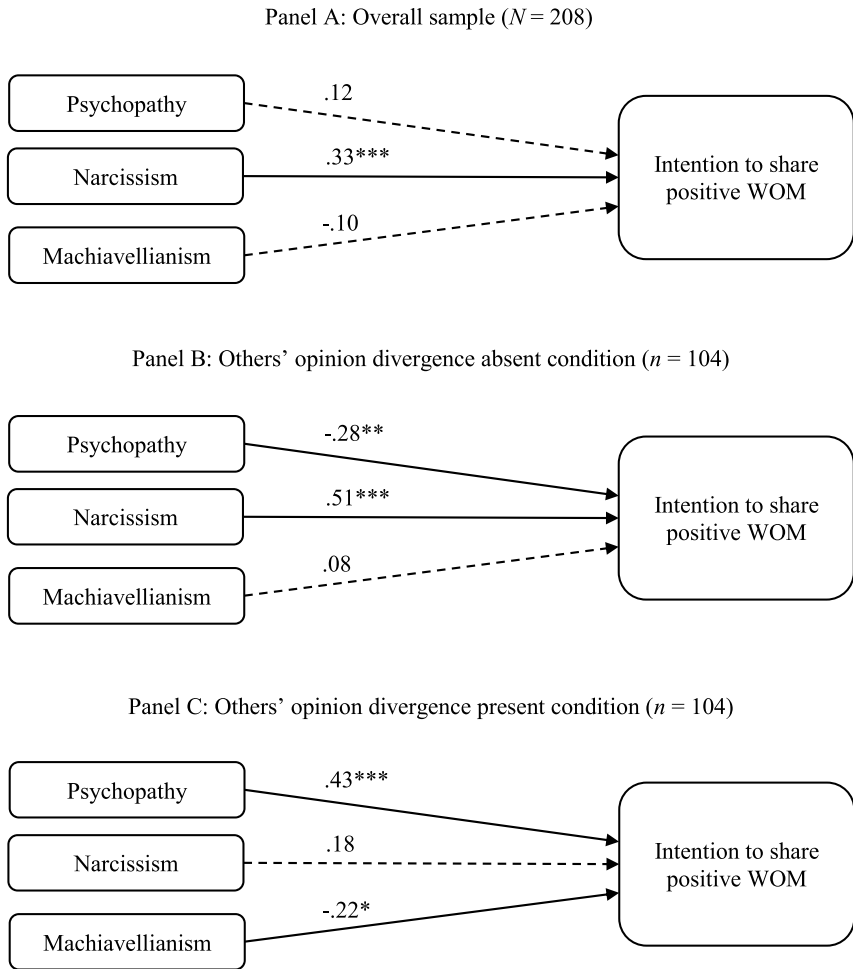 Panel A: Overall sample (N = 208)
Psychopathy
.12
Narcissism
.33***
Machiavellianism
-.10
Intention to share
positive WOM
Panel B: Others’ opinion divergence absent condition (n = 104)
Psychopathy
-.28**
Narcissism
.51***
Machiavellianism
.08
Intention to share
positive WOM
Panel C: Others’ opinion divergence present condition (n = 104)
Psychopathy
.43***
Narcissism
.18
Machiavellianism
-.22*
Intention to share
positive WOM